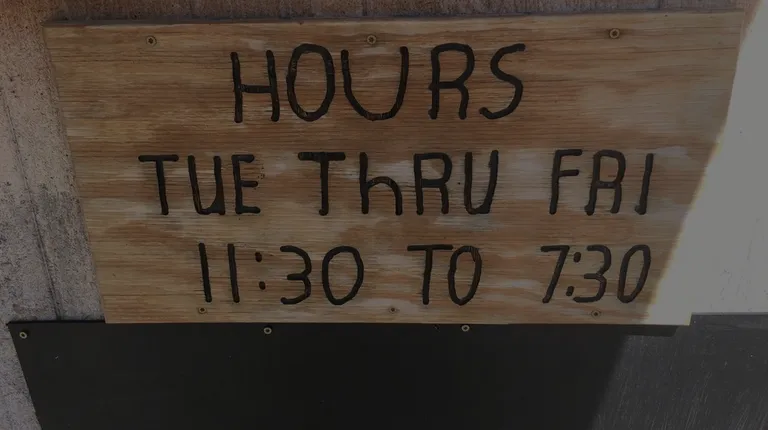 HOURS
TUE ThRU FRI
11:30 TO 7:30